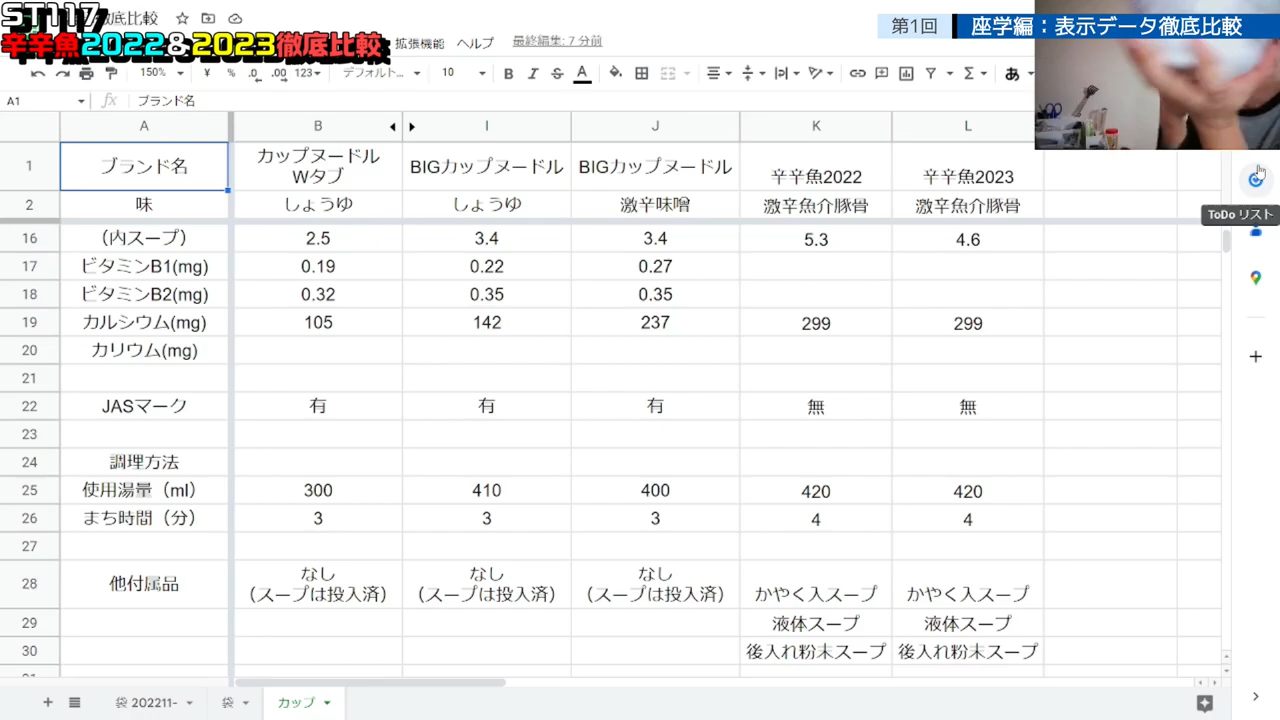 ST117
徹底比較
辛辛魚2022&2023徹底比較
拡張機能 ヘルプ 最終編集: 7 分前
第1回 座学編：表示データ徹底比較
150% ¥ % .0 .00 123 デフォルト... 10 B I S A あ
A1 fx ブランド名
A B I J K L
1 ブランド名 カップヌードル Wタブ BIGカップヌードル BIGカップヌードル 辛辛魚2022 辛辛魚2023
2 味 しょうゆ しょうゆ 激辛味噌 激辛魚介豚骨 激辛魚介豚骨
ToDo リスト
16 （内スープ） 2.5 3.4 3.4 5.3 4.6
17 ビタミンB1(mg) 0.19 0.22 0.27
18 ビタミンB2(mg) 0.32 0.35 0.35
19 カルシウム(mg) 105 142 237 299 299
20 カリウム(mg)
21
22 JASマーク 有 有 有 無 無
23
24 調理方法
25 使用湯量（ml） 300 410 400 420 420
26 まち時間（分） 3 3 3 4 4
27
28 他付属品 なし （スープは投入済） なし （スープは投入済） なし （スープは投入済） かやく入スープ かやく入スープ
29 液体スープ 液体スープ
30 後入れ粉末スープ 後入れ粉末スープ
袋 202211- 袋 カップ